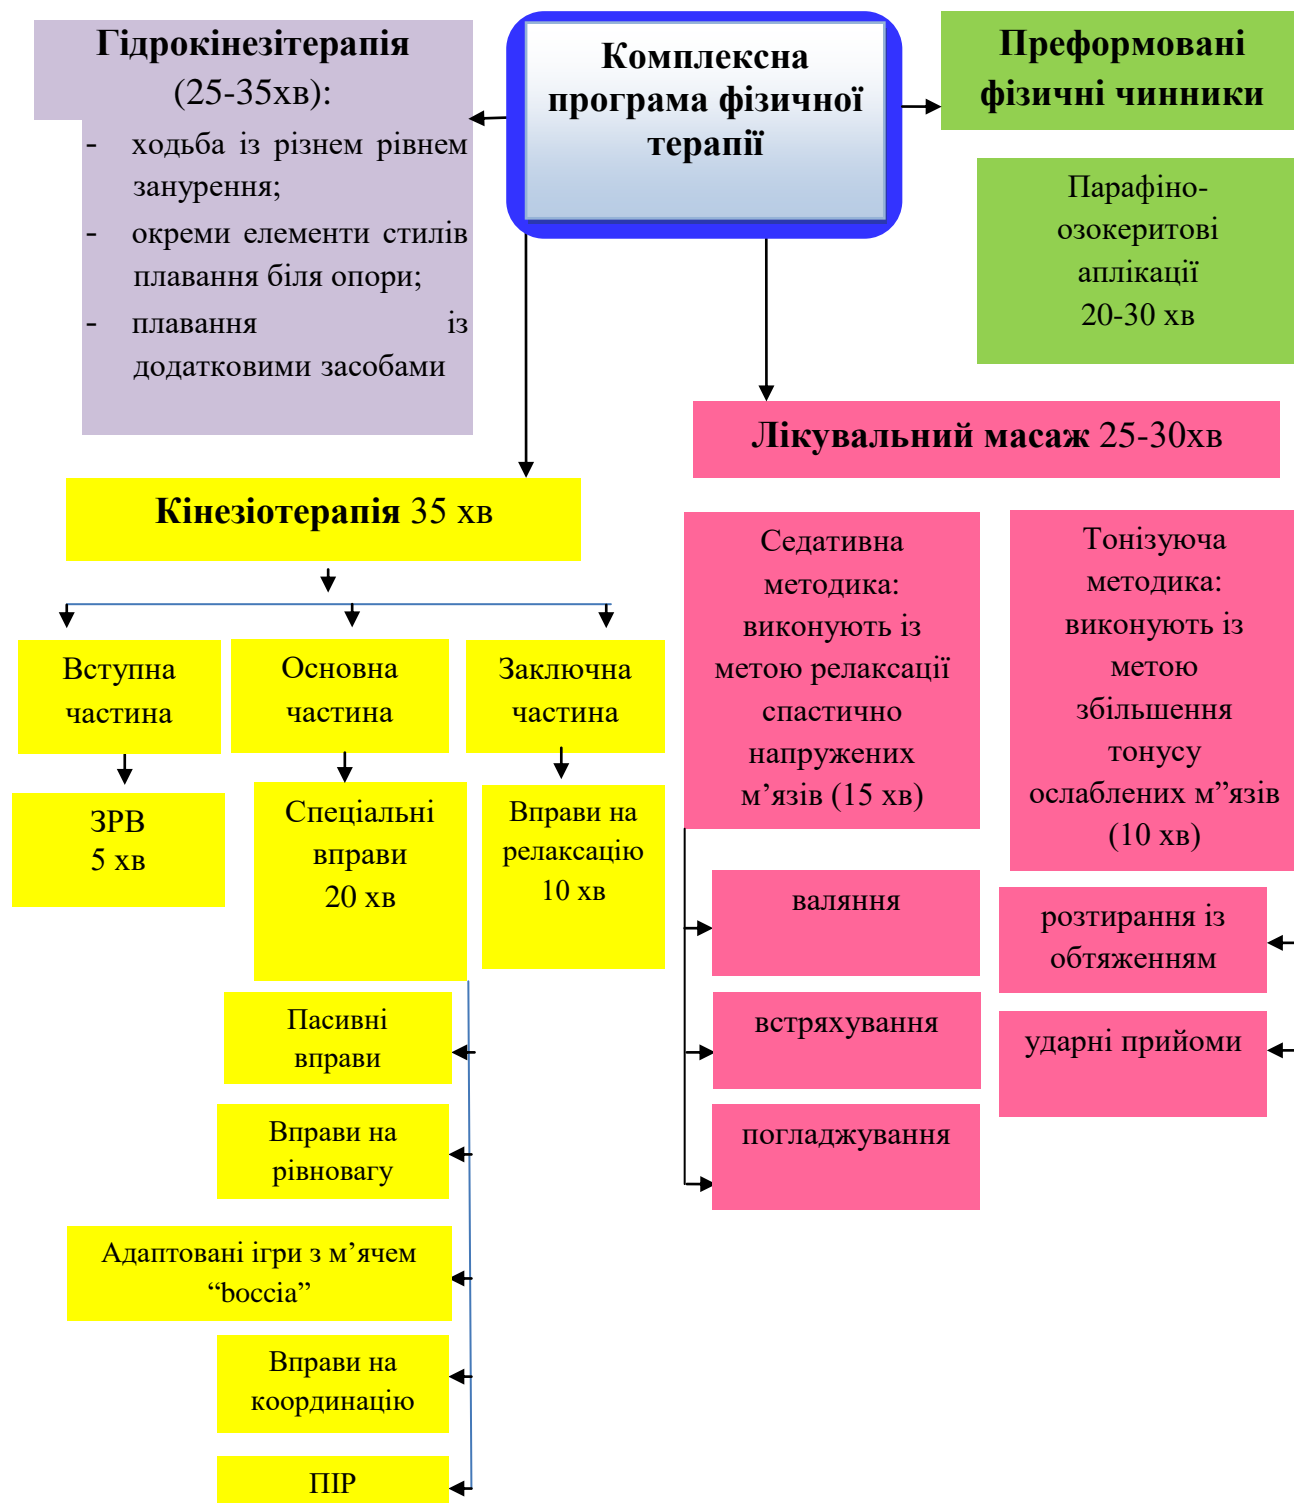 Гідрокінезітерапія
(25-35хв):
- ходьба із різнем рівнем
занурення;
- окреми елементи стилів
плавання біля опори;
- плавання із
додатковими засобами
Комплексна
програма фізичної
терапії
Преформовані
фізичні чинники
Парафіно-
озокеритові
аплікації
20-30 хв
Лікувальний масаж 25-30хв
Кінезіотерапія 35 хв
Вступна
частина
Основна
частина
Заключна
частина
ЗРВ
5 хв
Спеціальні
вправи
20 хв
Вправи на
релаксацію
10 хв
Пасивні
вправи
Вправи на
рівновагу
Адаптовані ігри з м’ячем
“boccia”
Вправи на
координацію
ПІР
Седативна
методика:
виконують із
метою релаксації
спастично
напружених
м’язів (15 хв)
валяння
встряхування
погладжування
Тонізуюча
методика:
виконують із
метою
збільшення
тонусу
ослаблених м”язів
(10 хв)
розтирання із
обтяженням
ударні прийоми